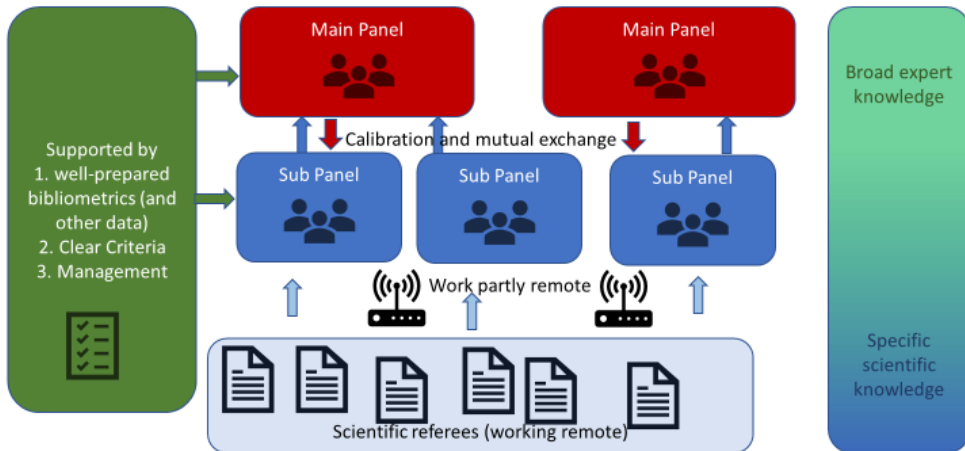 Supported by
1. well-prepared
bibliometrics (and
other data)
2. Clear Criteria
3. Management
Main Panel
Main Panel
Calibration and mutual exchange
Sub Panel
Sub Panel
Sub Panel
Work partly remote
Scientific referees (working remote)
Broad expert
knowledge
Specific
scientific
knowledge